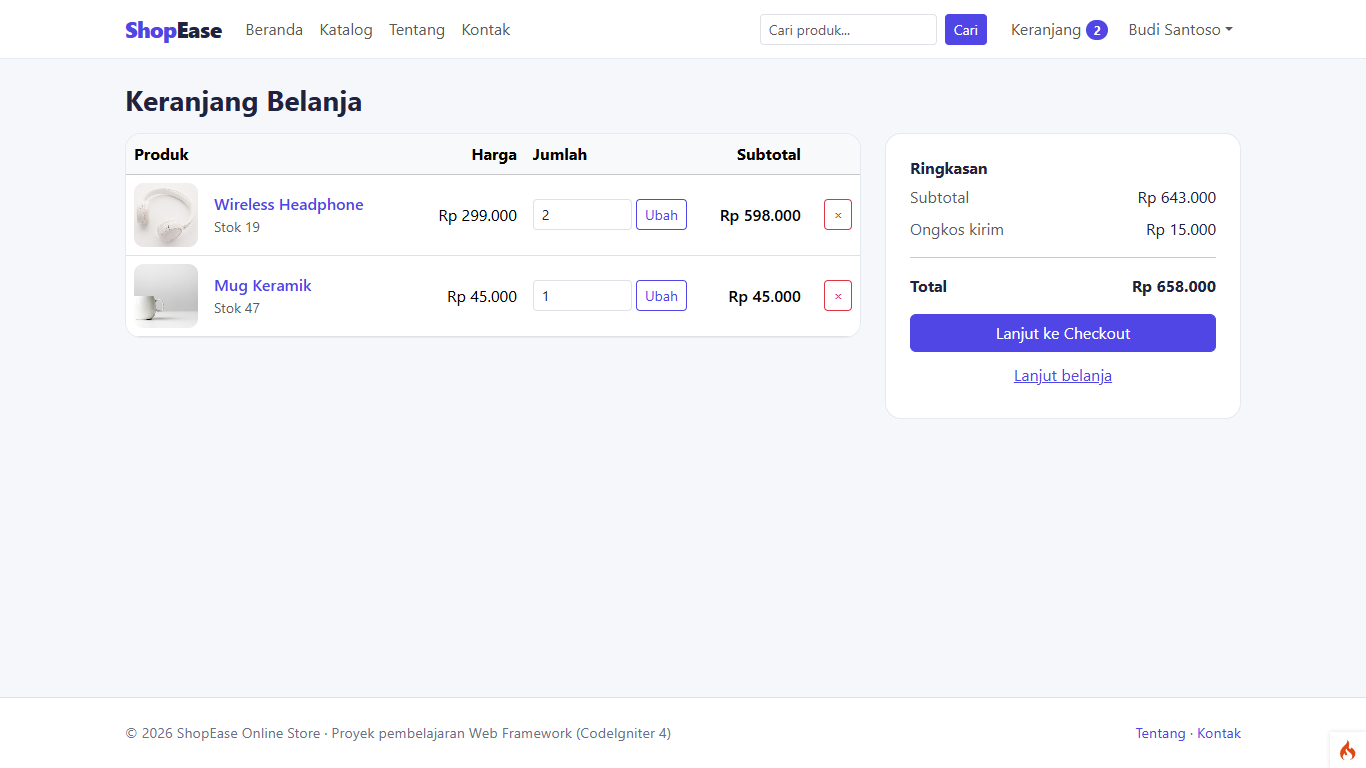 ShopEase Beranda Katalog Tentang Kontak Cari produk... Cari Keranjang 2 Budi Santoso
Keranjang Belanja
Produk Harga Jumlah Subtotal
Wireless Headphone
Stok 19
Rp 299.000 2 Ubah Rp 598.000 ×
Mug Keramik
Stok 47
Rp 45.000 1 Ubah Rp 45.000 ×
Ringkasan
Subtotal Rp 643.000
Ongkos kirim Rp 15.000
Total Rp 658.000
Lanjut ke Checkout
Lanjut belanja
© 2026 ShopEase Online Store · Proyek pembelajaran Web Framework (CodeIgniter 4) Tentang · Kontak